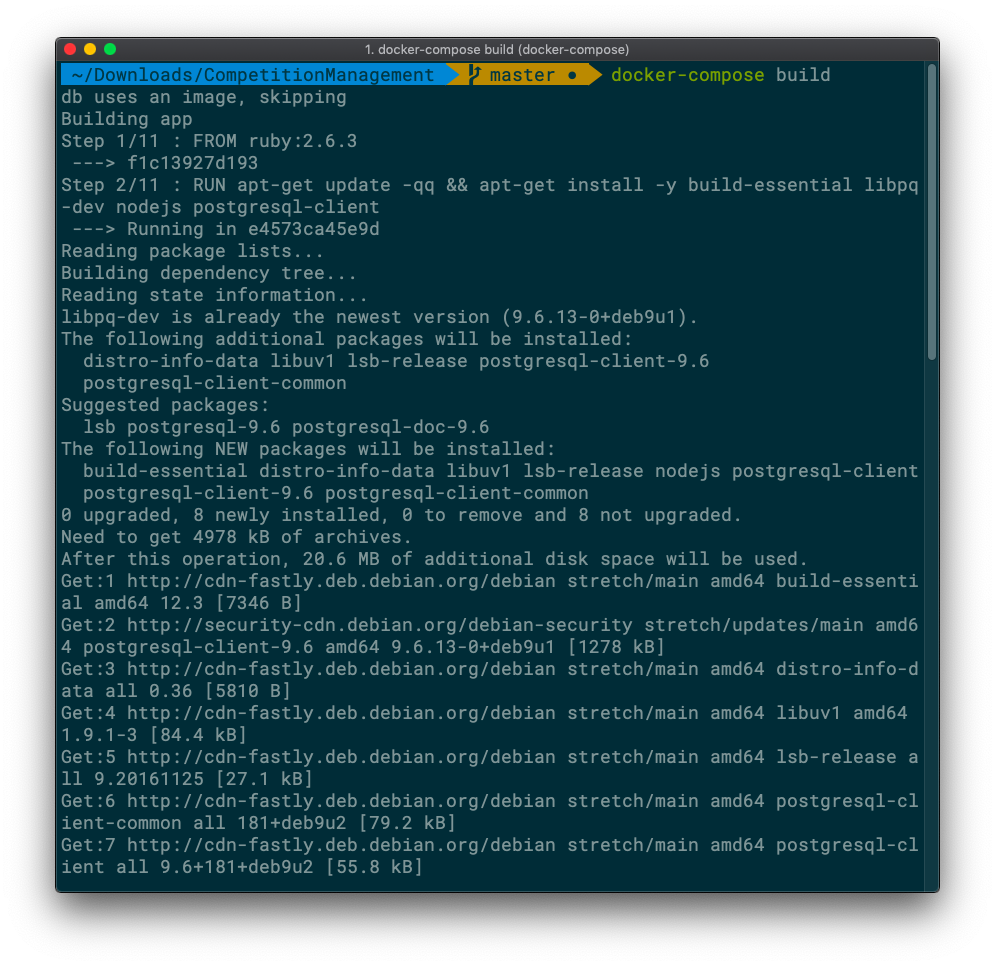 1. docker-compose build (docker-compose)
~/Downloads/CompetitionManagement master ● docker-compose build
db uses an image, skipping
Building app
Step 1/11 : FROM ruby:2.6.3
 ---> f1c13927d193
Step 2/11 : RUN apt-get update -qq && apt-get install -y build-essential libpq
-dev nodejs postgresql-client
 ---> Running in e4573ca45e9d
Reading package lists...
Building dependency tree...
Reading state information...
libpq-dev is already the newest version (9.6.13-0+deb9u1).
The following additional packages will be installed:
  distro-info-data libuv1 lsb-release postgresql-client-9.6
  postgresql-client-common
Suggested packages:
  lsb postgresql-9.6 postgresql-doc-9.6
The following NEW packages will be installed:
  build-essential distro-info-data libuv1 lsb-release nodejs postgresql-client
  postgresql-client-9.6 postgresql-client-common
0 upgraded, 8 newly installed, 0 to remove and 8 not upgraded.
Need to get 4978 kB of archives.
After this operation, 20.6 MB of additional disk space will be used.
Get:1 http://cdn-fastly.deb.debian.org/debian stretch/main amd64 build-essenti
al amd64 12.3 [7346 B]
Get:2 http://security-cdn.debian.org/debian-security stretch/updates/main amd6
4 postgresql-client-9.6 amd64 9.6.13-0+deb9u1 [1278 kB]
Get:3 http://cdn-fastly.deb.debian.org/debian stretch/main amd64 distro-info-d
ata all 0.36 [5810 B]
Get:4 http://cdn-fastly.deb.debian.org/debian stretch/main amd64 libuv1 amd64
1.9.1-3 [84.4 kB]
Get:5 http://cdn-fastly.deb.debian.org/debian stretch/main amd64 lsb-release a
ll 9.20161125 [27.1 kB]
Get:6 http://cdn-fastly.deb.debian.org/debian stretch/main amd64 postgresql-cl
ient-common all 181+deb9u2 [79.2 kB]
Get:7 http://cdn-fastly.deb.debian.org/debian stretch/main amd64 postgresql-cl
ient all 9.6+181+deb9u2 [55.8 kB]